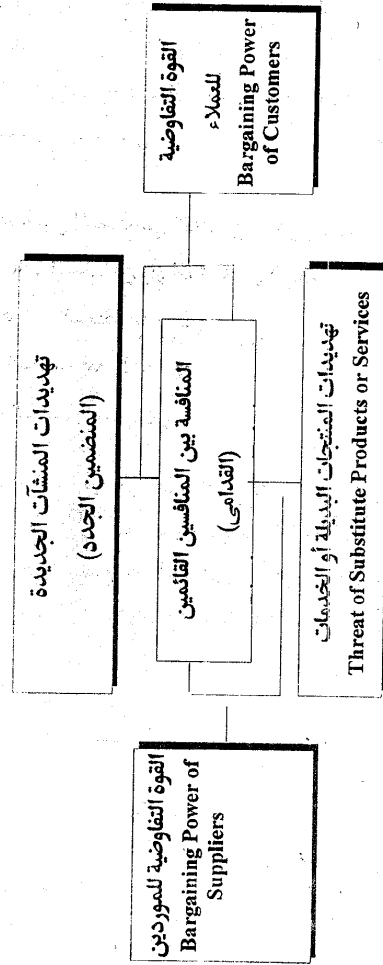 تهديدات المنشآت الجديدة
(المنضمين الجدد)
القوة التفاوضية للموردين
Bargaining Power of
Suppliers
المنافسة بين المنافسين القائمين
(القدامى)
القوة التفاوضية
للعملاء
Bargaining Power
of Customers
تهديدات المنتجات البديلة أو الخدمات
Threat of Substitute Products or Services